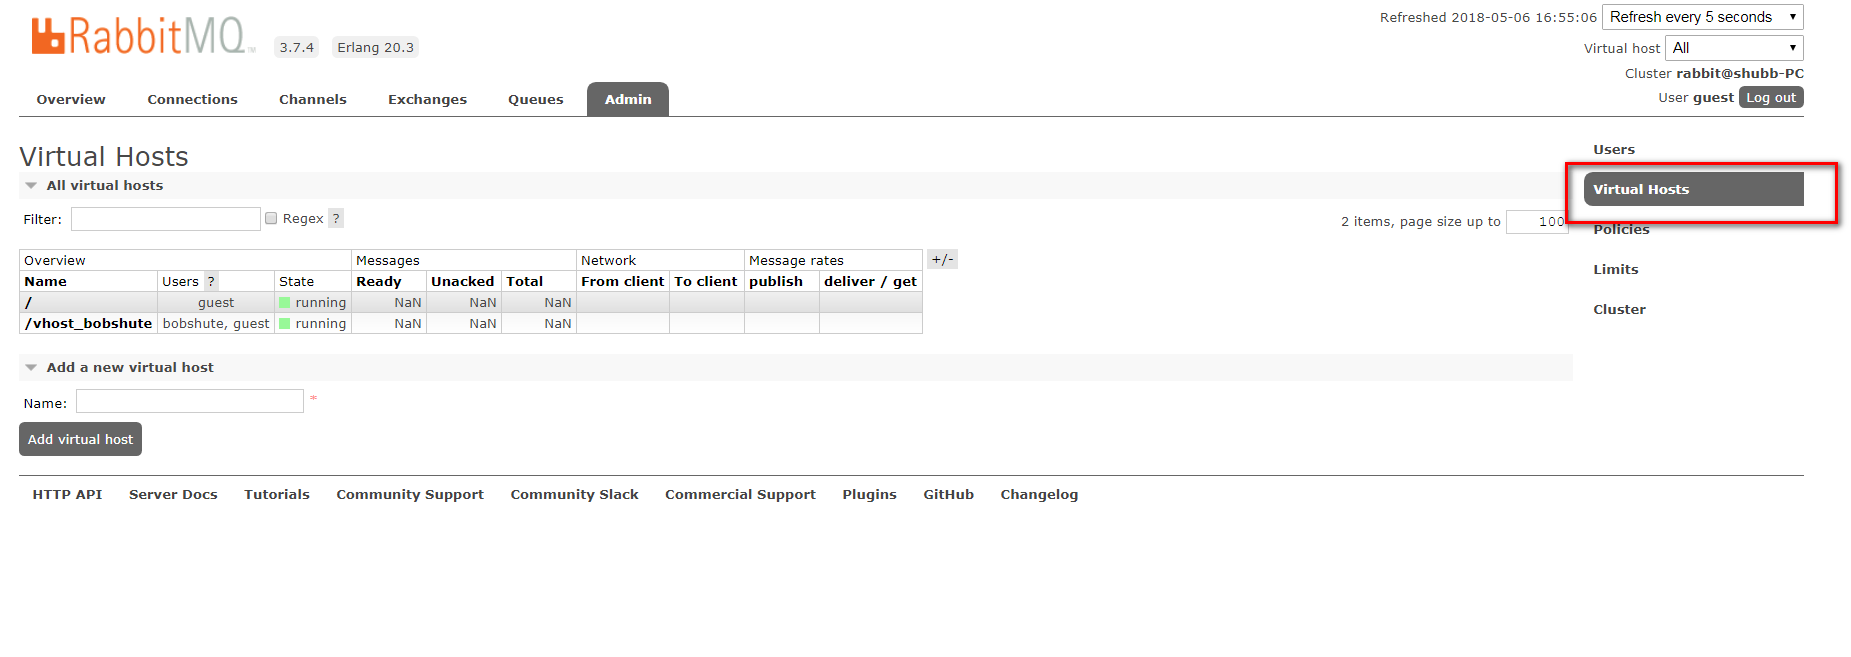 RabbitMQ TM 3.7.4 Erlang 20.3
Refreshed 2018-05-06 16:55:06 Refresh every 5 seconds
Virtual host All
Cluster rabbit@shubb-PC
User guest Log out
Overview Connections Channels Exchanges Queues Admin
Virtual Hosts
All virtual hosts
Filter: Regex ?
2 items, page size up to 100
Overview Messages Network Message rates +/-
Name Users ? State Ready Unacked Total From client To client publish deliver / get
/ guest running NaN NaN NaN
/vhost_bobshute bobshute, guest running NaN NaN NaN
Add a new virtual host
Name: *
Add virtual host
Users
Virtual Hosts
Policies
Limits
Cluster
HTTP API Server Docs Tutorials Community Support Community Slack Commercial Support Plugins GitHub Changelog